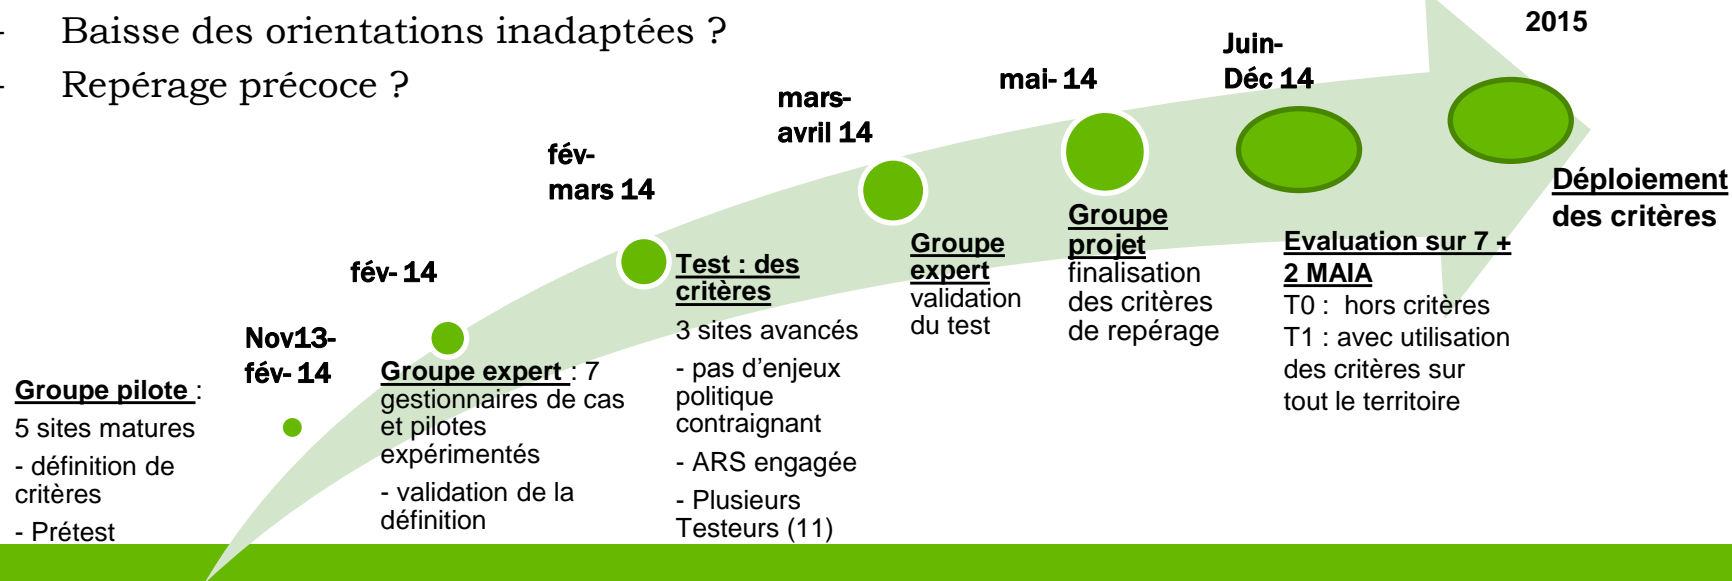 - Baisse des orientations inadaptées ?
- Repérage précoce ?
Nov13-
fév- 14
Groupe pilote :
5 sites matures
- définition de
critères
- Prétest
fév- 14
Groupe expert : 7
gestionnaires de cas
et pilotes
expérimentés
- validation de la
définition
fév-
mars 14
Test : des
critères
3 sites avancés
- pas d’enjeux
politique
contraignant
- ARS engagée
- Plusieurs
Testeurs (11)
mars-
avril 14
Groupe
expert
validation
du test
mai- 14
Groupe
projet
finalisation
des critères
de repérage
Juin-
Déc 14
Evaluation sur 7 +
2 MAIA
T0 : hors critères
T1 : avec utilisation
des critères sur
tout le territoire
2015
Déploiement
des critères